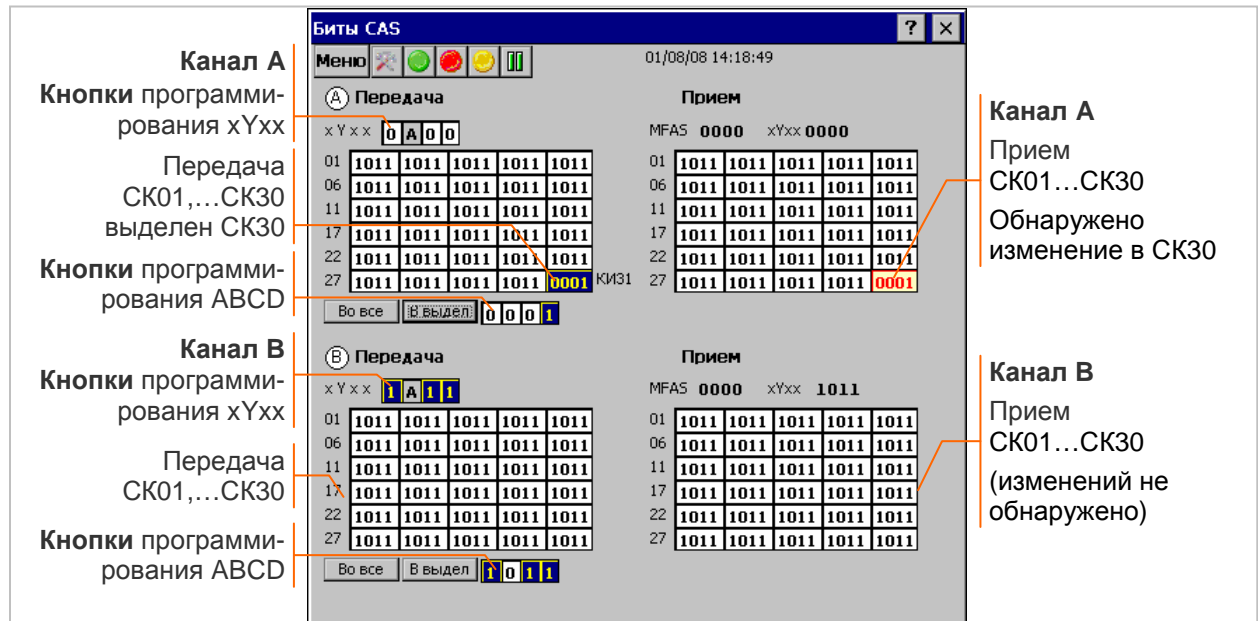 Биты CAS ? ×
Меню 01/08/08 14:18:49
Канал А
Кнопки программи-
рования xYxx
Передача
СК01,…СК30
выделен СК30
Кнопки программи-
рования ABCD
Канал В
Кнопки программи-
рования xYxx
Передача
СК01,…СК30
Кнопки программи-
рования ABCD
A Передача Прием
x Y x x 0 A 0 0 MFAS 0000 xYxx 0000
01 1011 1011 1011 1011 1011 01 1011 1011 1011 1011 1011
06 1011 1011 1011 1011 1011 06 1011 1011 1011 1011 1011
11 1011 1011 1011 1011 1011 11 1011 1011 1011 1011 1011
17 1011 1011 1011 1011 1011 17 1011 1011 1011 1011 1011
22 1011 1011 1011 1011 1011 22 1011 1011 1011 1011 1011
27 1011 1011 1011 1011 0001 КИ31 27 1011 1011 1011 1011 0001
Во все В выдел 0 0 0 1
B Передача Прием
x Y x x 1 A 1 1 MFAS 0000 xYxx 1011
01 1011 1011 1011 1011 1011 01 1011 1011 1011 1011 1011
06 1011 1011 1011 1011 1011 06 1011 1011 1011 1011 1011
11 1011 1011 1011 1011 1011 11 1011 1011 1011 1011 1011
17 1011 1011 1011 1011 1011 17 1011 1011 1011 1011 1011
22 1011 1011 1011 1011 1011 22 1011 1011 1011 1011 1011
27 1011 1011 1011 1011 1011 27 1011 1011 1011 1011 1011
Во все В выдел 1 0 1 1
Канал А
Прием
СК01…СК30
Обнаружено
изменение в СК30
Канал В
Прием
СК01…СК30
(изменений не
обнаружено)